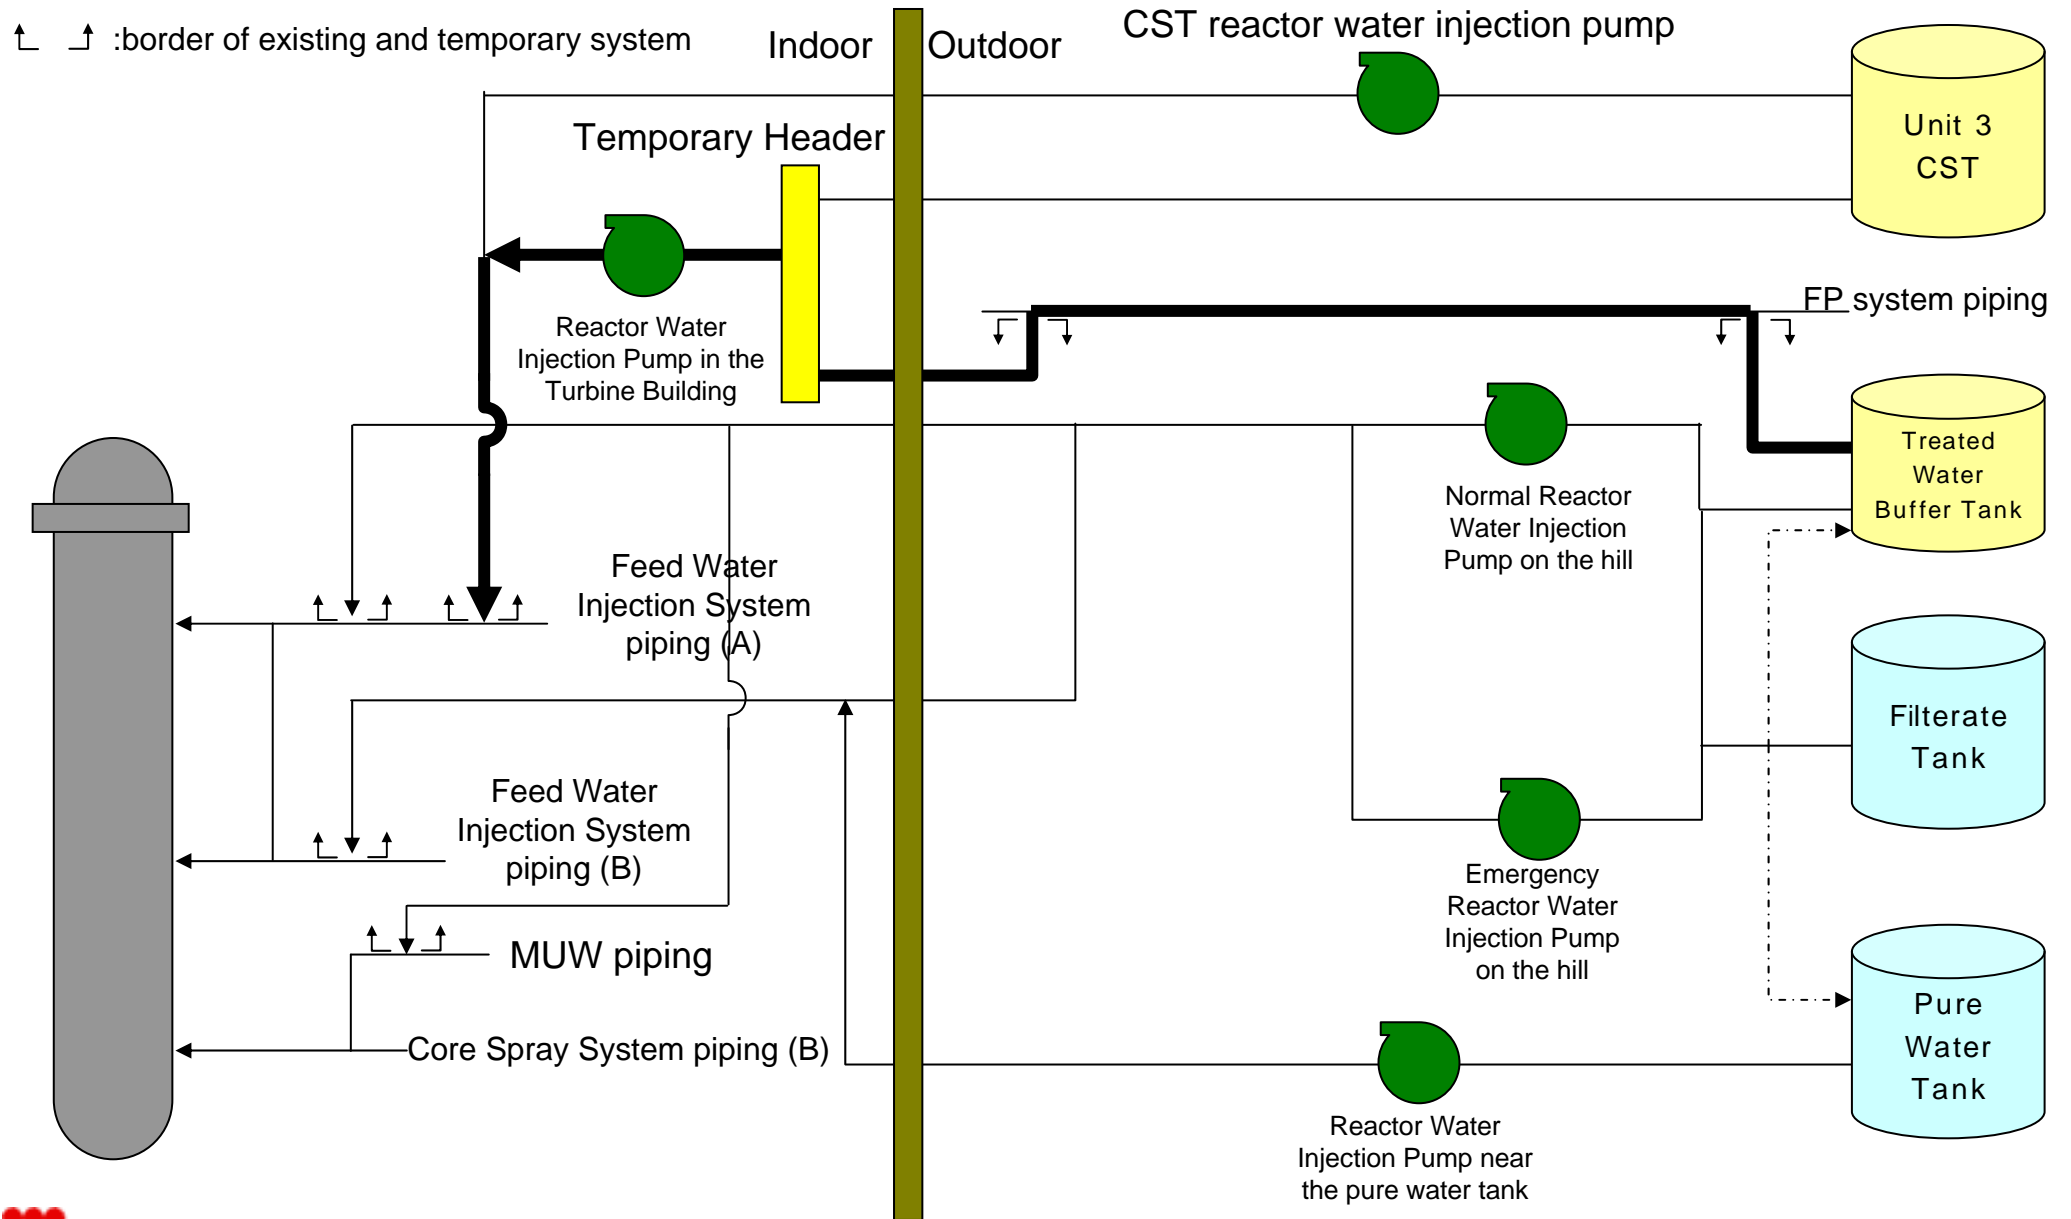 :border of existing and temporary system
Indoor
Outdoor
CST reactor water injection pump
Unit 3
CST
Temporary Header
Reactor Water
Injection Pump in the
Turbine Building
FP system piping
Treated
Water
Buffer Tank
Normal Reactor
Water Injection
Pump on the hill
Feed Water
Injection System
piping (A)
Filterate
Tank
Feed Water
Injection System
piping (B)
Emergency
Reactor Water
Injection Pump
on the hill
MUW piping
Core Spray System piping (B)
Pure
Water
Tank
Reactor Water
Injection Pump near
the pure water tank